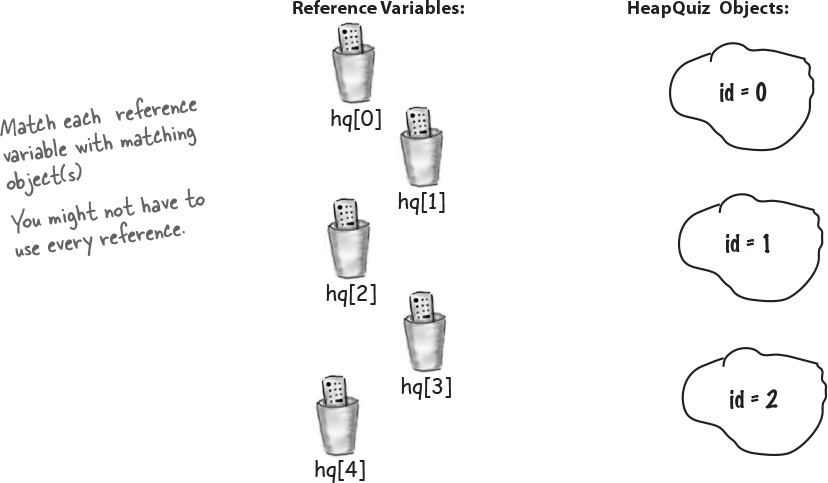 Reference Variables:
HeapQuiz Objects:
Match each reference
variable with matching
object(s)
You might not have to
use every reference.
hq[0]
hq[1]
hq[2]
hq[3]
hq[4]
id = 0
id = 1
id = 2